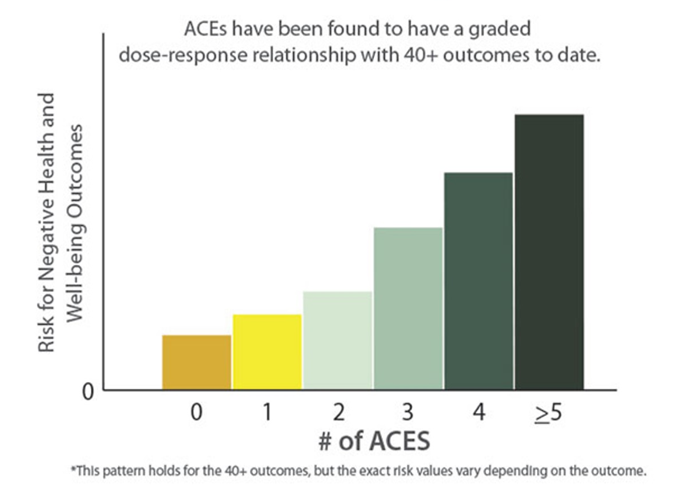 ACEs have been found to have a graded
dose-response relationship with 40+ outcomes to date.
Risk for Negative Health and
Well-being Outcomes
0
0 1 2 3 4 ≥5
# of ACES
*This pattern holds for the 40+ outcomes, but the exact risk values vary depending on the outcome.